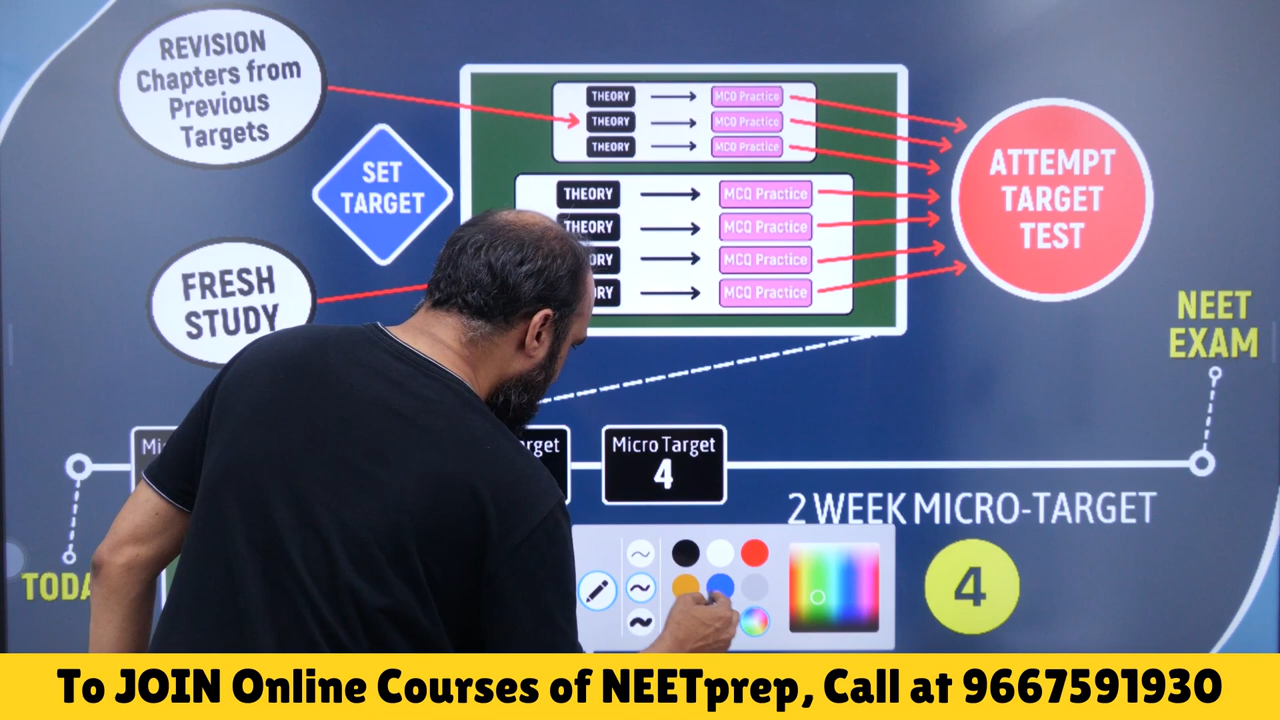 REVISION
Chapters from
Previous
Targets
SET
TARGET
FRESH
STUDY
THEORY MCQ Practice
THEORY MCQ Practice
THEORY MCQ Practice
THEORY MCQ Practice
THEORY MCQ Practice
MCQ Practice
MCQ Practice
ATTEMPT
TARGET
TEST
NEET
EXAM
Micro Target
4
2 WEEK MICRO-TARGET
4
To JOIN Online Courses of NEETprep, Call at 9667591930